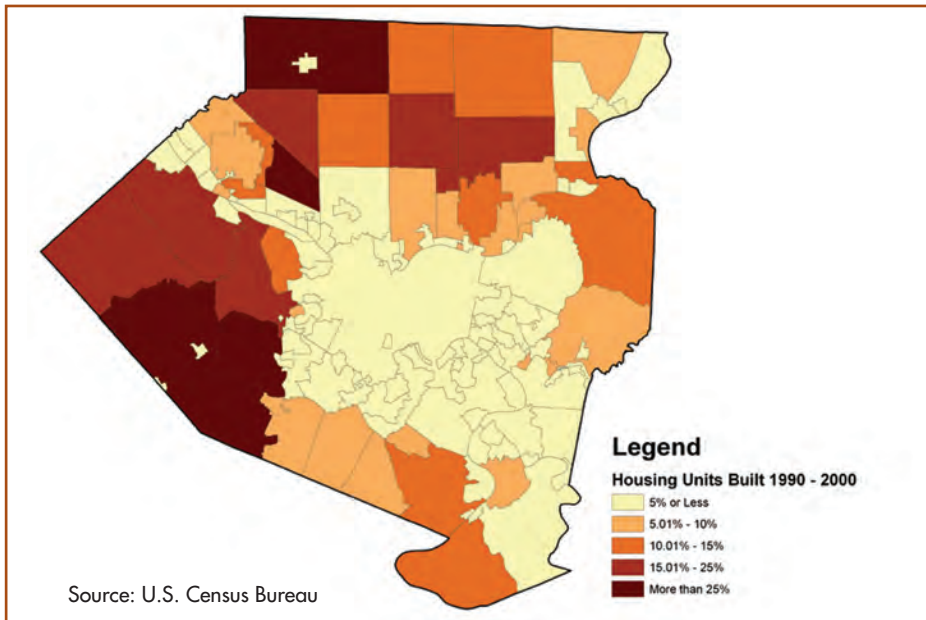 Legend
Housing Units Built 1990 - 2000
5% or Less
5.01% - 10%
10.01% - 15%
15.01% - 25%
More than 25%
Source: U.S. Census Bureau